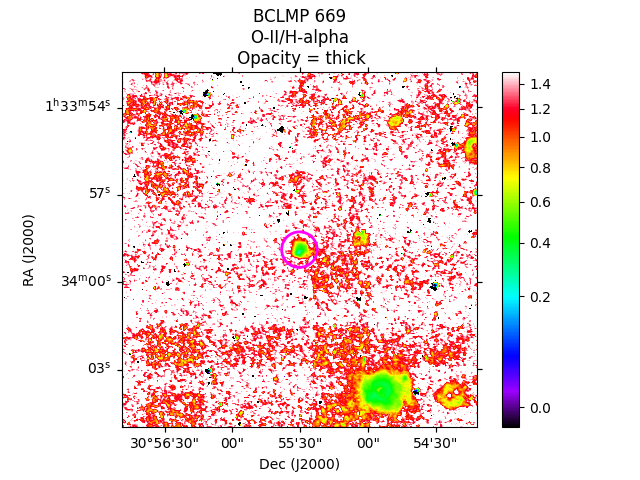 BCLMP 669
O-II/H-alpha
Opacity = thick
1h33m54s
57s
34m00s
03s
RA (J2000)
30°56'30"
00"
55'30"
00"
54'30"
Dec (J2000)
1.4
1.2
1.0
0.8
0.6
0.4
0.2
0.0